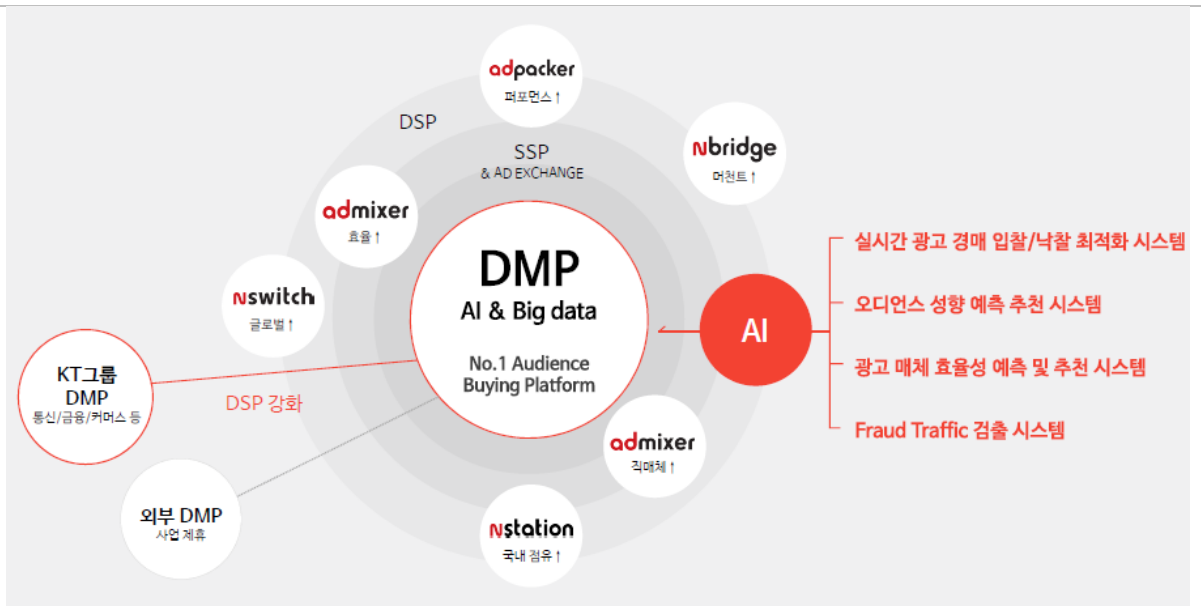 adpacker
퍼포먼스 ↑
DSP
SSP
& AD EXCHANGE
Nbridge
머천트 ↑
admixer
효율 ↑
DMP
AI & Big data
No.1 Audience
Buying Platform
Nswitch
글로벌 ↑
AI
실시간 광고 경매 입찰/낙찰 최적화 시스템
오디언스 성향 예측 추천 시스템
광고 매체 효율성 예측 및 추천 시스템
Fraud Traffic 검출 시스템
KT그룹
DMP
통신/금융/커머스 등
DSP 강화
admixer
직매체 ↑
외부 DMP
사업 제휴
Nstation
국내 점유 ↑